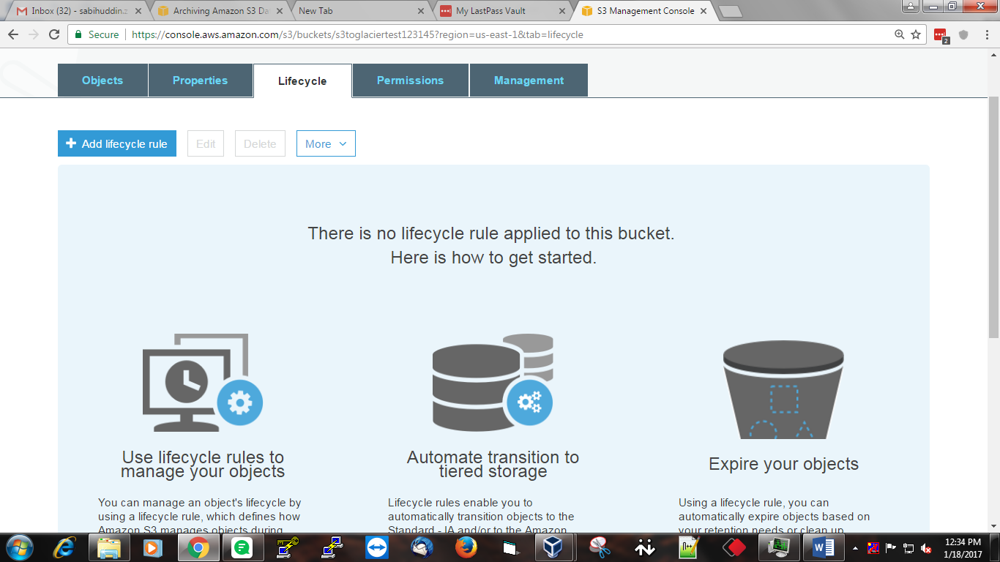 Inbox (32) - sabihuddin.z
Archiving Amazon S3 Da
New Tab
My LastPass Vault
S3 Management Console
Secure
https://console.aws.amazon.com/s3/buckets/s3toglaciertest123145?region=us-east-1&tab=lifecycle
2
Objects
Properties
Lifecycle
Permissions
Management
Add lifecycle rule
Edit
Delete
More
There is no lifecycle rule applied to this bucket.
Here is how to get started.
Use lifecycle rules to
manage your objects
You can manage an object's lifecycle by
using a lifecycle rule, which defines how
Amazon S3 manages objects during
Automate transition to
tiered storage
Lifecycle rules enable you to
automatically transition objects to the
Standard - IA and/or to the Amazon
Expire your objects
Using a lifecycle rule, you can
automatically expire objects based on
your retention needs or clean up
12:34 PM
1/18/2017